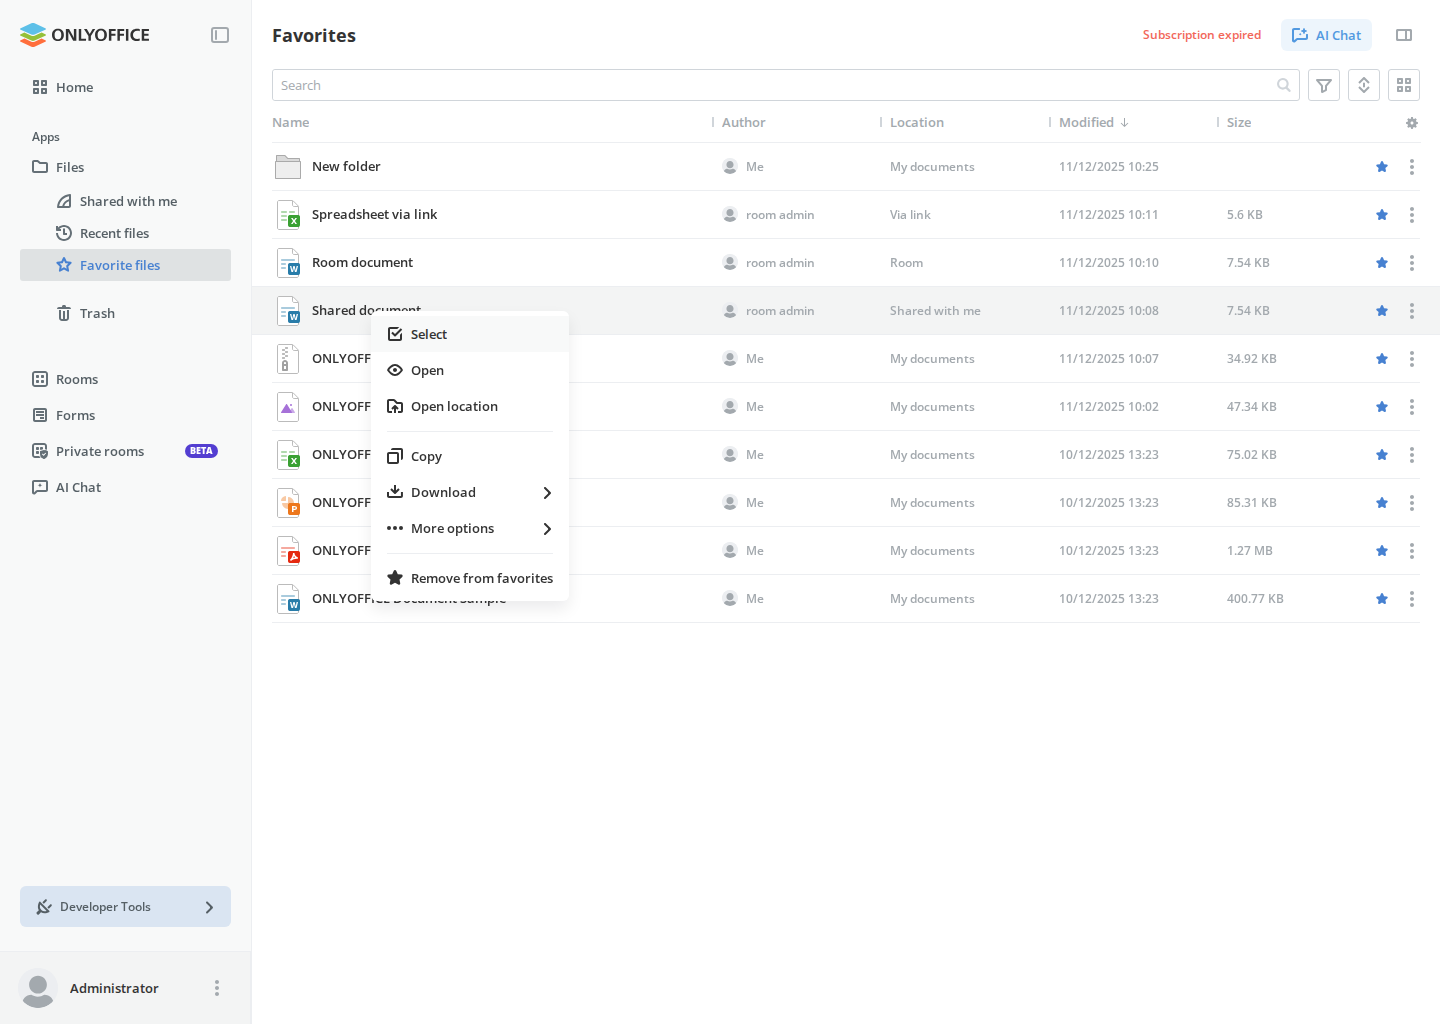 ONLYOFFICE
Home
Apps
Files
Shared with me
Recent files
Favorite files
Trash
Rooms
Forms
Private rooms BETA
AI Chat
Developer Tools
Administrator
Favorites
Subscription expired
AI Chat
Search
Name Author Location Modified Size
New folder Me My documents 11/12/2025 10:25
Spreadsheet via link room admin Via link 11/12/2025 10:11 5.6 KB
Room document room admin Room 11/12/2025 10:10 7.54 KB
Shared document room admin Shared with me 11/12/2025 10:08 7.54 KB
ONLYOFF Me My documents 11/12/2025 10:07 34.92 KB
ONLYOFF Me My documents 11/12/2025 10:02 47.34 KB
ONLYOFF Me My documents 10/12/2025 13:23 75.02 KB
ONLYOFF Me My documents 10/12/2025 13:23 85.31 KB
ONLYOFF Me My documents 10/12/2025 13:23 1.27 MB
ONLYOFFICE Document Sample Me My documents 10/12/2025 13:23 400.77 KB
Select
Open
Open location
Copy
Download
More options
Remove from favorites